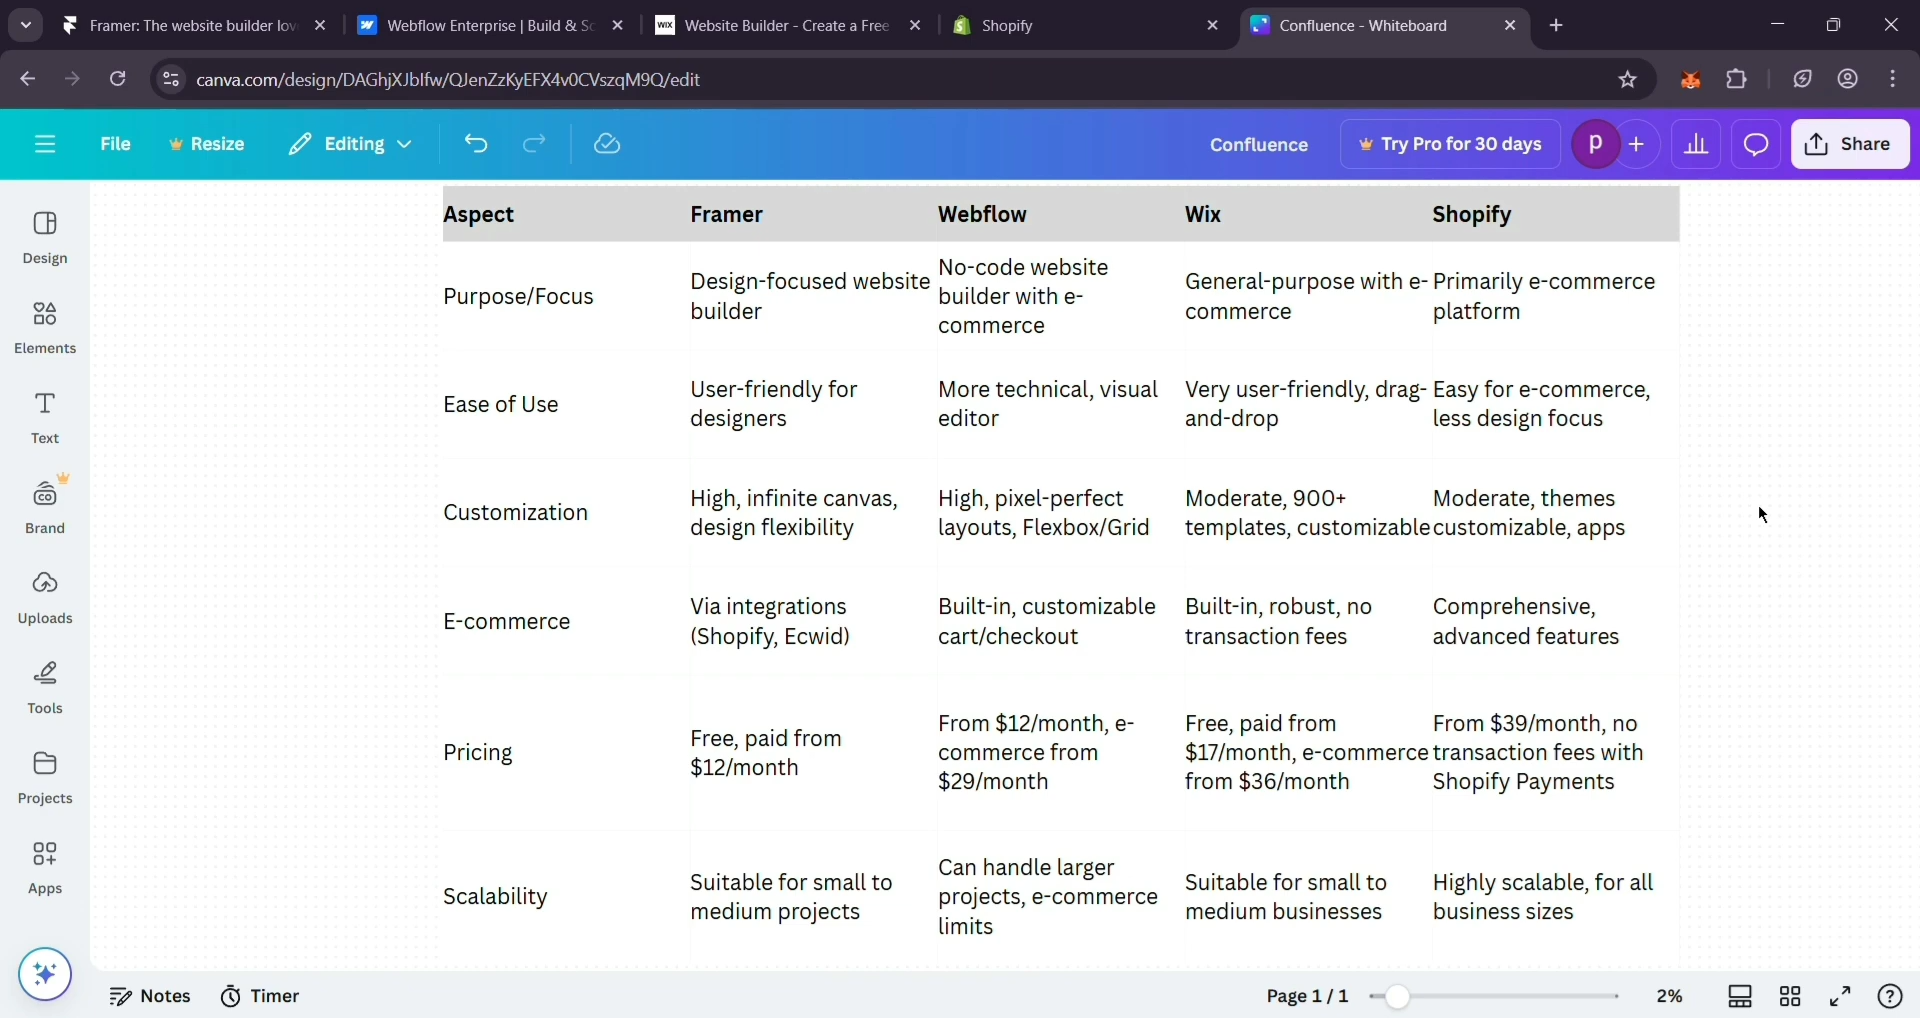 Framer: The website builder lov
Webflow Enterprise | Build & Sc
WIX
Website Builder - Create a Free
Shopify
Confluence - Whiteboard
canva.com/design/DAGhjXJblfw/QJenZzKyEFX4v0CVszqM9Q/edit
File
Resize
Editing
Confluence
Try Pro for 30 days
p
Share
Design
Elements
Text
Brand
Uploads
Tools
Projects
Apps
Aspect
Framer
Webflow
Wix
Shopify
Purpose/Focus
Design-focused website
builder
No-code website
builder with e-
commerce
General-purpose with e-
commerce
Primarily e-commerce
platform
Ease of Use
User-friendly for
designers
More technical, visual
editor
Very user-friendly, drag-
and-drop
Easy for e-commerce,
less design focus
Customization
High, infinite canvas,
design flexibility
High, pixel-perfect
layouts, Flexbox/Grid
Moderate, 900+
templates, customizable
Moderate, themes
customizable, apps
E-commerce
Via integrations
(Shopify, Ecwid)
Built-in, customizable
cart/checkout
Built-in, robust, no
transaction fees
Comprehensive,
advanced features
Pricing
Free, paid from
$12/month
From $12/month, e-
commerce from
$29/month
Free, paid from
$17/month, e-commerce
from $36/month
From $39/month, no
transaction fees with
Shopify Payments
Scalability
Suitable for small to
medium projects
Can handle larger
projects, e-commerce
limits
Suitable for small to
medium businesses
Highly scalable, for all
business sizes
Notes
Timer
Page 1 / 1
2%